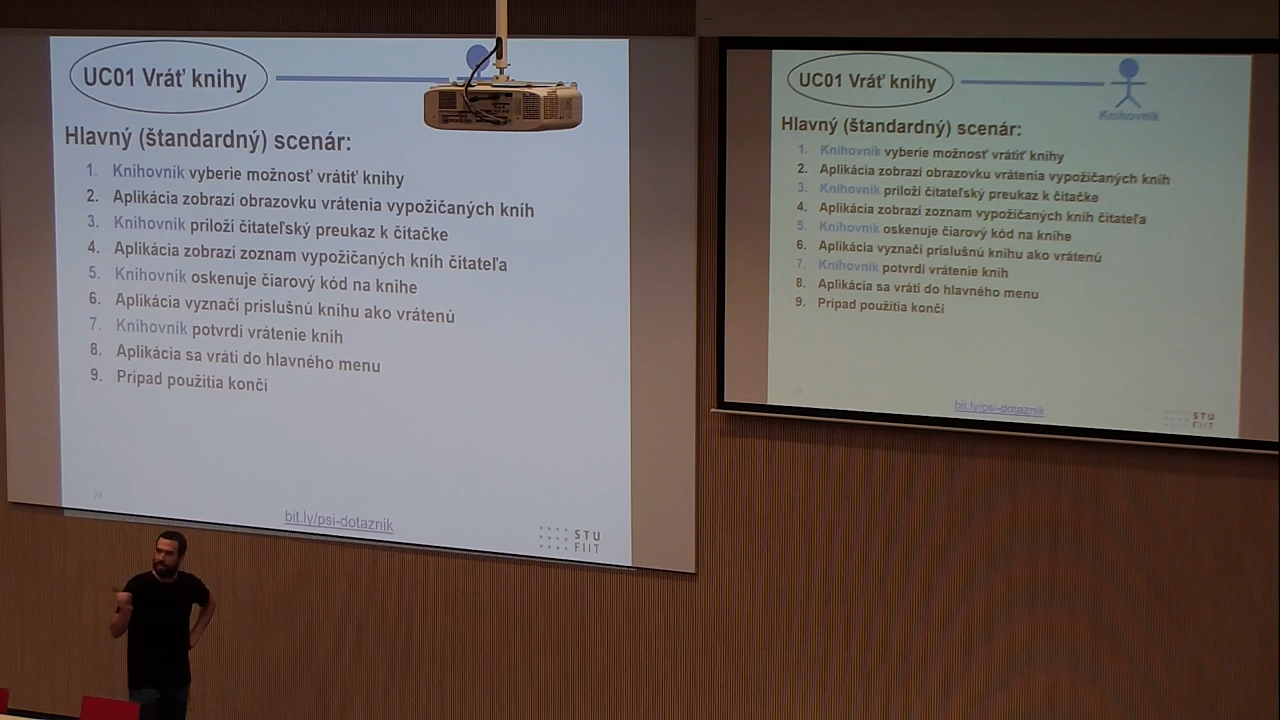 UC01 Vráť knihy
Hlavný (štandardný) scenár:
1. Knihovník vyberie možnosť vrátiť knihy
2. Aplikácia zobrazí obrazovku vrátenia vypožičaných kníh
3. Knihovník priloží čitateľský preukaz k čítačke
4. Aplikácia zobrazí zoznam vypožičaných kníh čitateľa
5. Knihovník oskenuje čiarový kód na knihe
6. Aplikácia vyznačí príslušnú knihu ako vrátenú
7. Knihovník potvrdí vrátenie kníh
8. Aplikácia sa vráti do hlavného menu
9. Prípad použitia končí
24
bit.ly/psi-dotaznik
STU
FIIT
UC01 Vráť knihy
Knihovník
Hlavný (štandardný) scenár:
1. Knihovník vyberie možnosť vrátiť knihy
2. Aplikácia zobrazí obrazovku vrátenia vypožičaných kníh
3. Knihovník priloží čitateľský preukaz k čítačke
4. Aplikácia zobrazí zoznam vypožičaných kníh čitateľa
5. Knihovník oskenuje čiarový kód na knihe
6. Aplikácia vyznačí príslušnú knihu ako vrátenú
7. Knihovník potvrdí vrátenie kníh
8. Aplikácia sa vráti do hlavného menu
9. Prípad použitia končí
24
bit.ly/psi-dotaznik
STU
FIIT